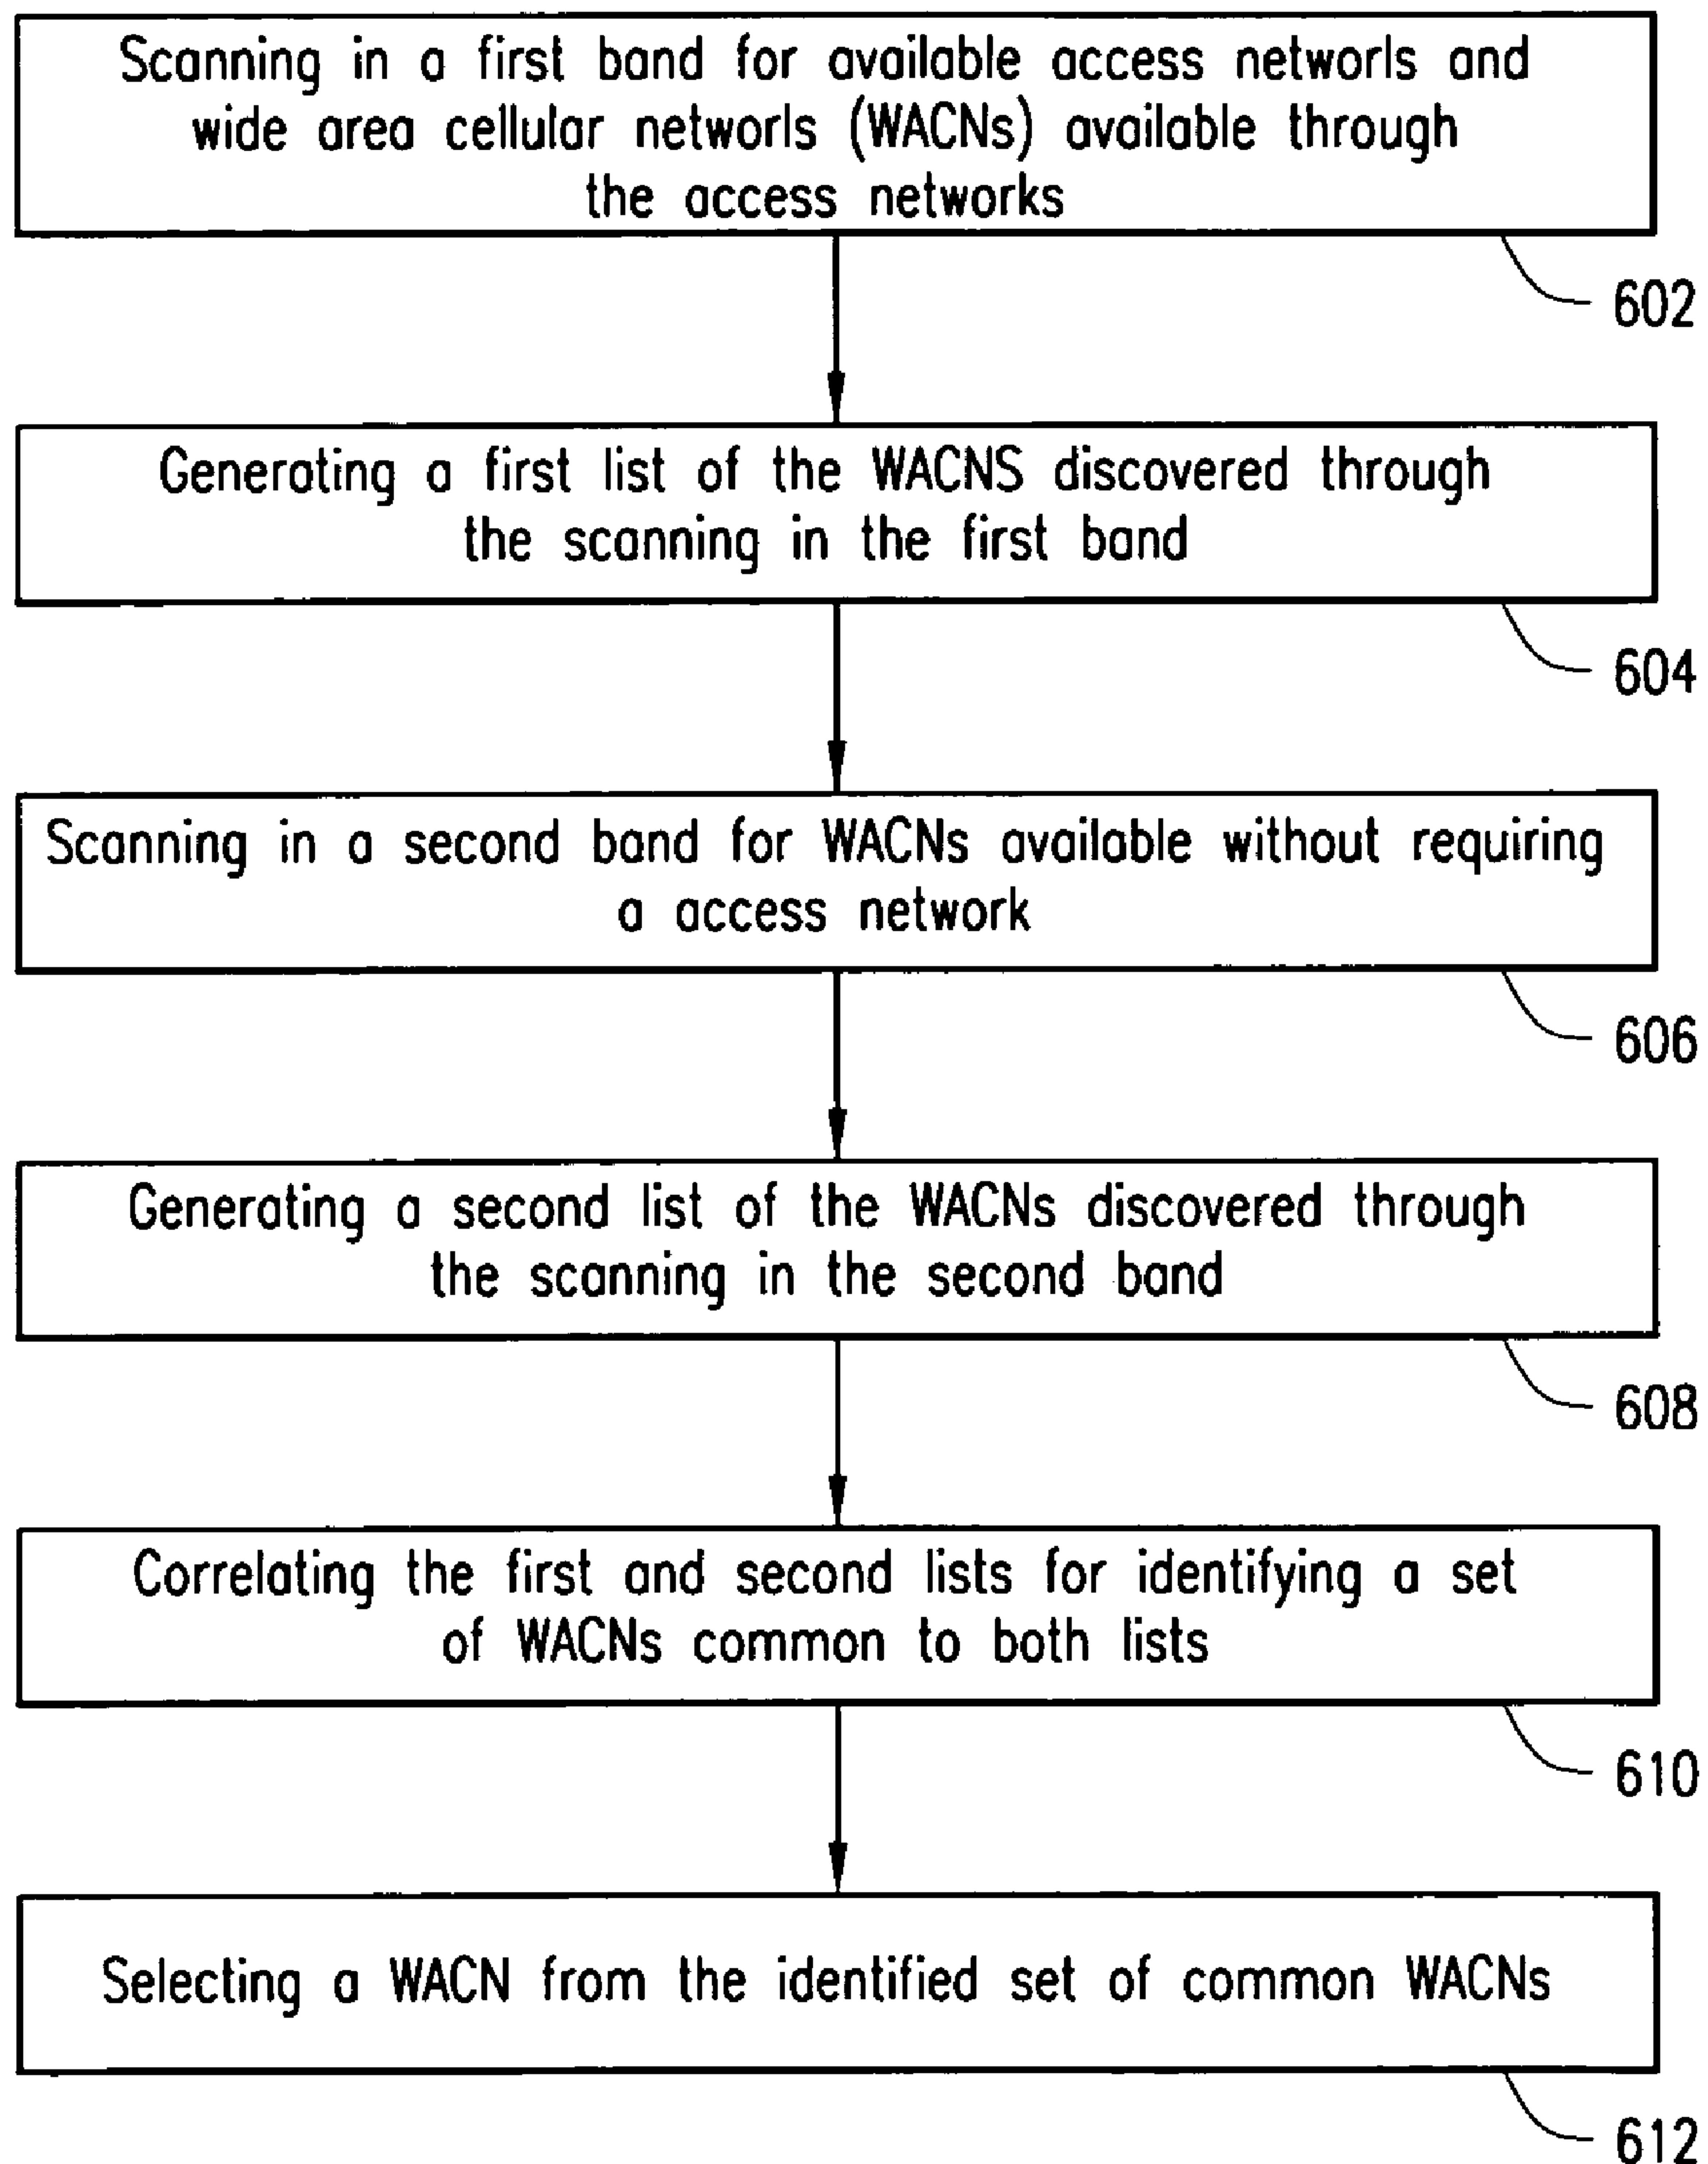 Scanning in a first band for available access networls and
wide area cellular networls (WACNs) available through
the access networks
602
Generating a first list of the WACNS discovered through
the scanning in the first band
604
Scanning in a second band for WACNs available without requiring
a access network
606
Generating a second list of the WACNs discovered through
the scanning in the second band
608
Correlating the first and second lists for identifying a set
of WACNs common to both lists
610
Selecting a WACN from the identified set of common WACNs
612